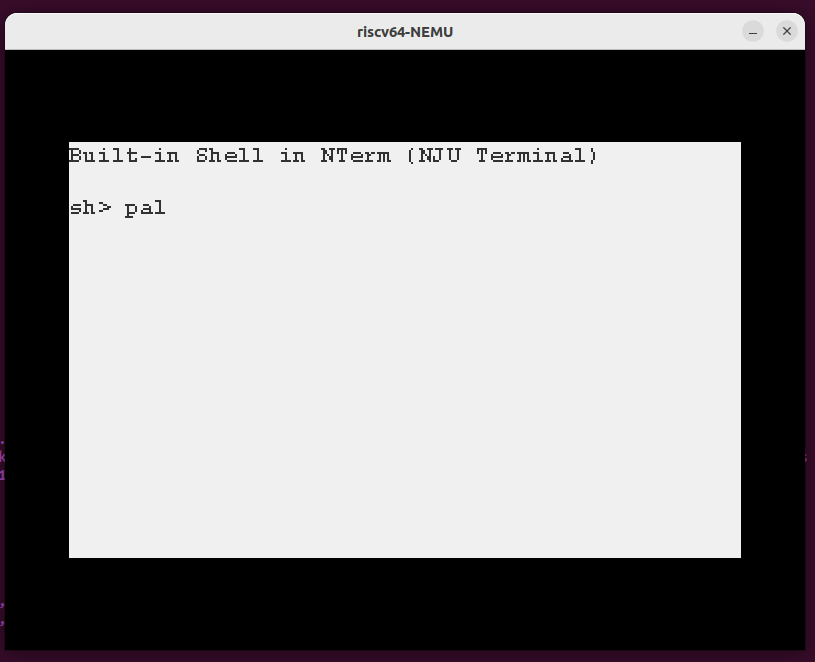 riscv64-NEMU
Built-in Shell in NTerm (NJU Terminal)
sh> pal